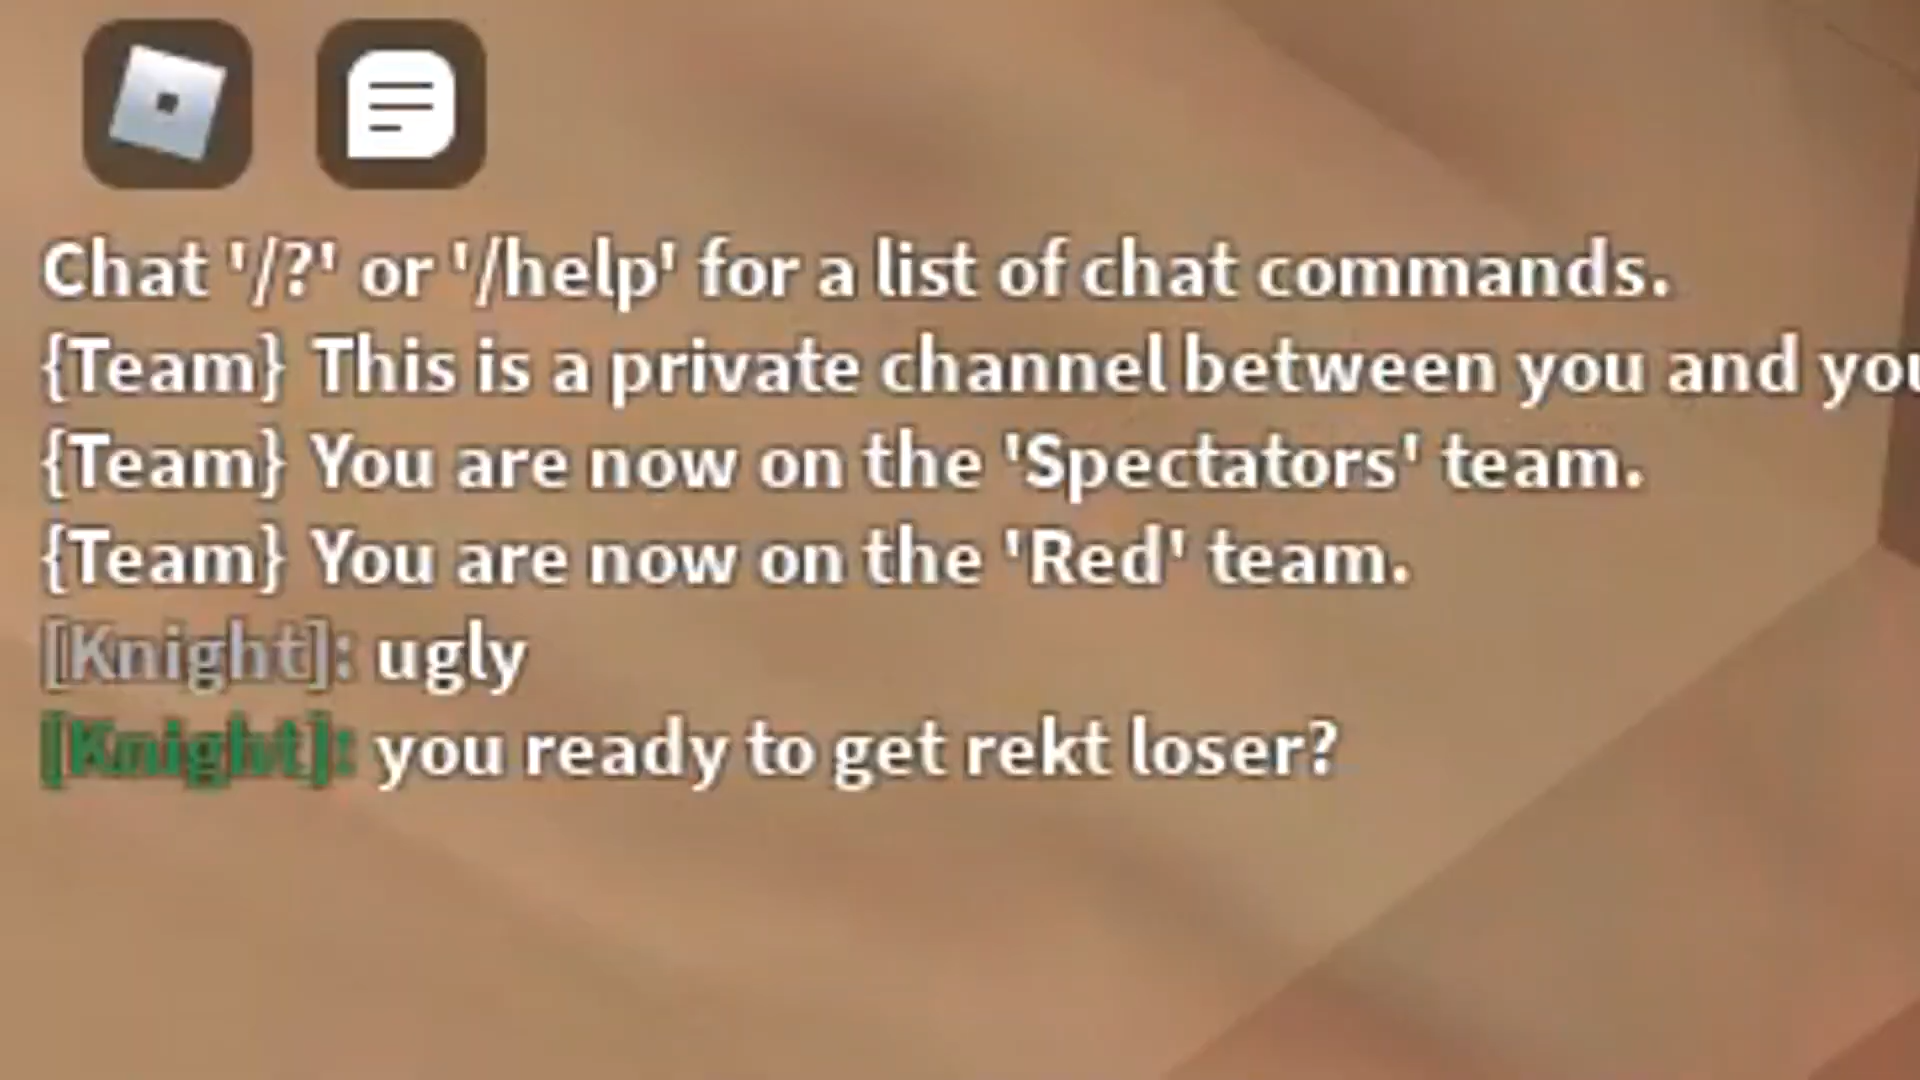 Chat '/?' or '/help' for a list of chat commands.
{Team} This is a private channel between you and you
{Team} You are now on the 'Spectators' team.
{Team} You are now on the 'Red' team.
[Knight]: ugly
[Knight]: you ready to get rekt loser?